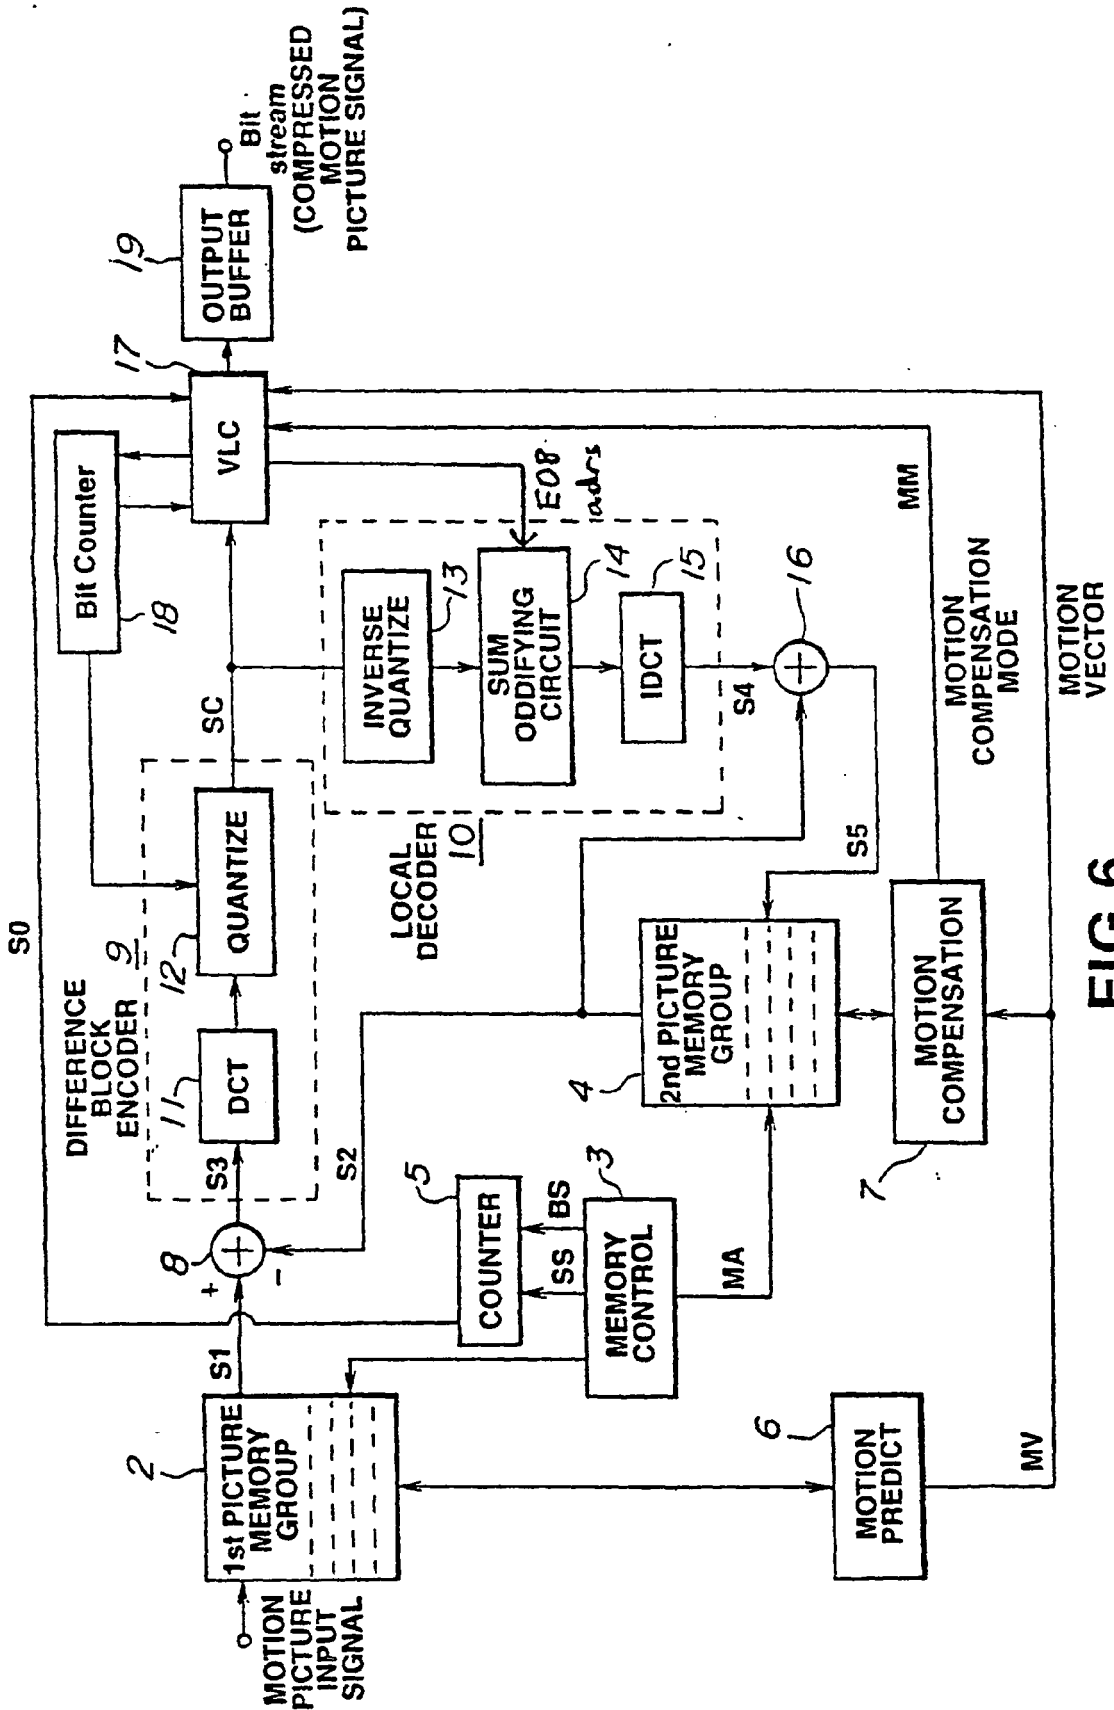 S0
Bit Counter
18
17
19
VLC
OUTPUT
BUFFER
Bit
stream
(COMPRESSED
MOTION
PICTURE SIGNAL)
DIFFERENCE
BLOCK
ENCODER
9
11
DCT
12
QUANTIZE
SC
2
1st PICTURE
MEMORY
GROUP
MOTION
PICTURE
INPUT
SIGNAL
S1
+
-
8
+
S3
S2
LOCAL
DECODER
10
INVERSE
QUANTIZE
13
SUM
ODDIFYING
CIRCUIT
14
EOB
adrs
IDCT
15
S4
+
16
S5
5
COUNTER
SS
BS
3
MEMORY
CONTROL
MA
4
2nd PICTURE
MEMORY
GROUP
7
MOTION
COMPENSATION
MM
MOTION
COMPENSATION
MODE
6
MOTION
PREDICT
MV
MOTION
VECTOR
FIG 6